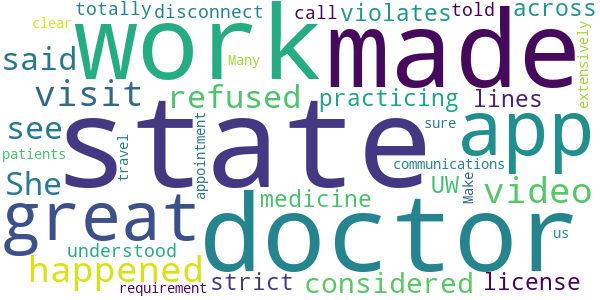 totally disconnect call violates told across
clear
said work made
Many
extensively
visit refused practicing lines
see state app
patients
travel
appointment
sure
communications
She great doctor
medicine UW Make video
us
understood
happened strict considered license
requirement